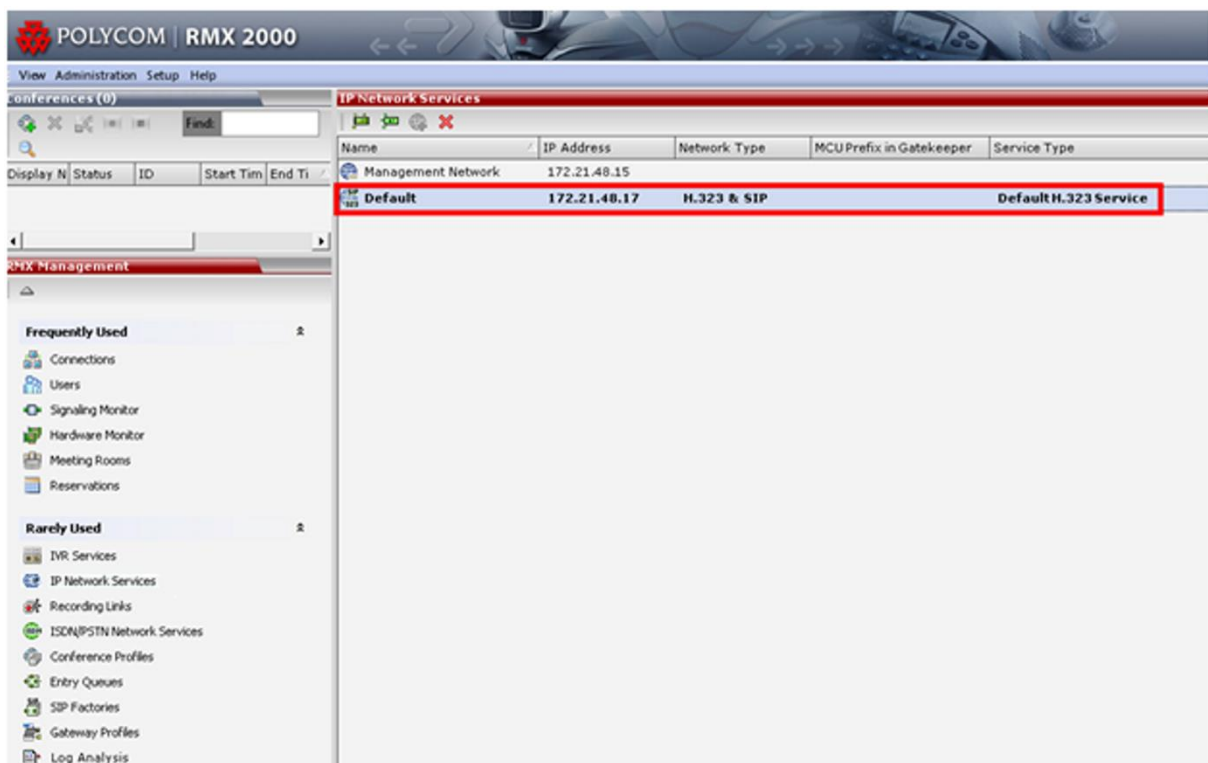 POLYCOM | RMX 2000
View Administration Setup Help
Conferences (0)
Find:
Display N Status ID Start Tim End Ti
RMX Management
Frequently Used
Connections
Users
Signaling Monitor
Hardware Monitor
Meeting Rooms
Reservations
Rarely Used
IVR Services
IP Network Services
Recording Links
ISDN/PSTN Network Services
Conference Profiles
Entry Queues
SIP Factories
Gateway Profiles
Log Analysis
IP Network Services
Name IP Address Network Type MCU Prefix in Gatekeeper Service Type
Management Network 172.21.48.15
Default 172.21.48.17 H.323 & SIP Default H.323 Service